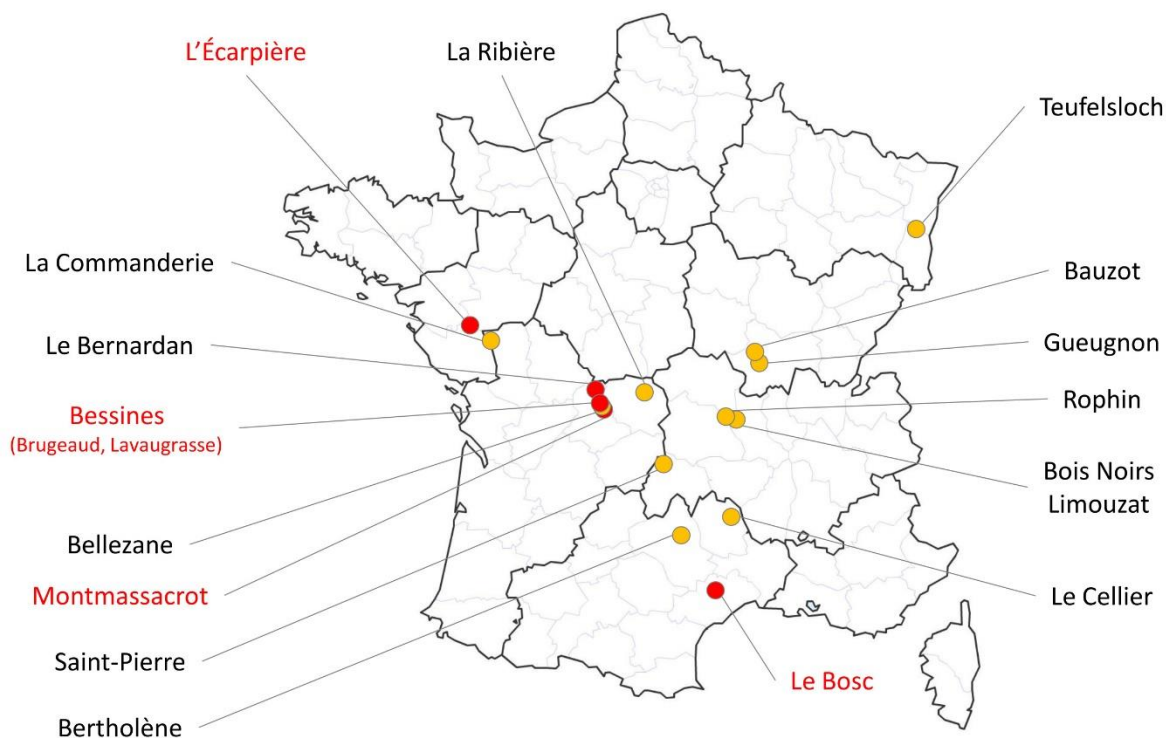 L'Écarpière
La Ribière
Teufelsloch
La Commanderie
Bauzot
Le Bernardan
Gueugnon
Bessines
(Brugeaud, Lavaugrasse)
Rophin
Bois Noirs
Limouzat
Bellezane
Montmassacrot
Le Cellier
Saint-Pierre
Le Bosc
Bertholène